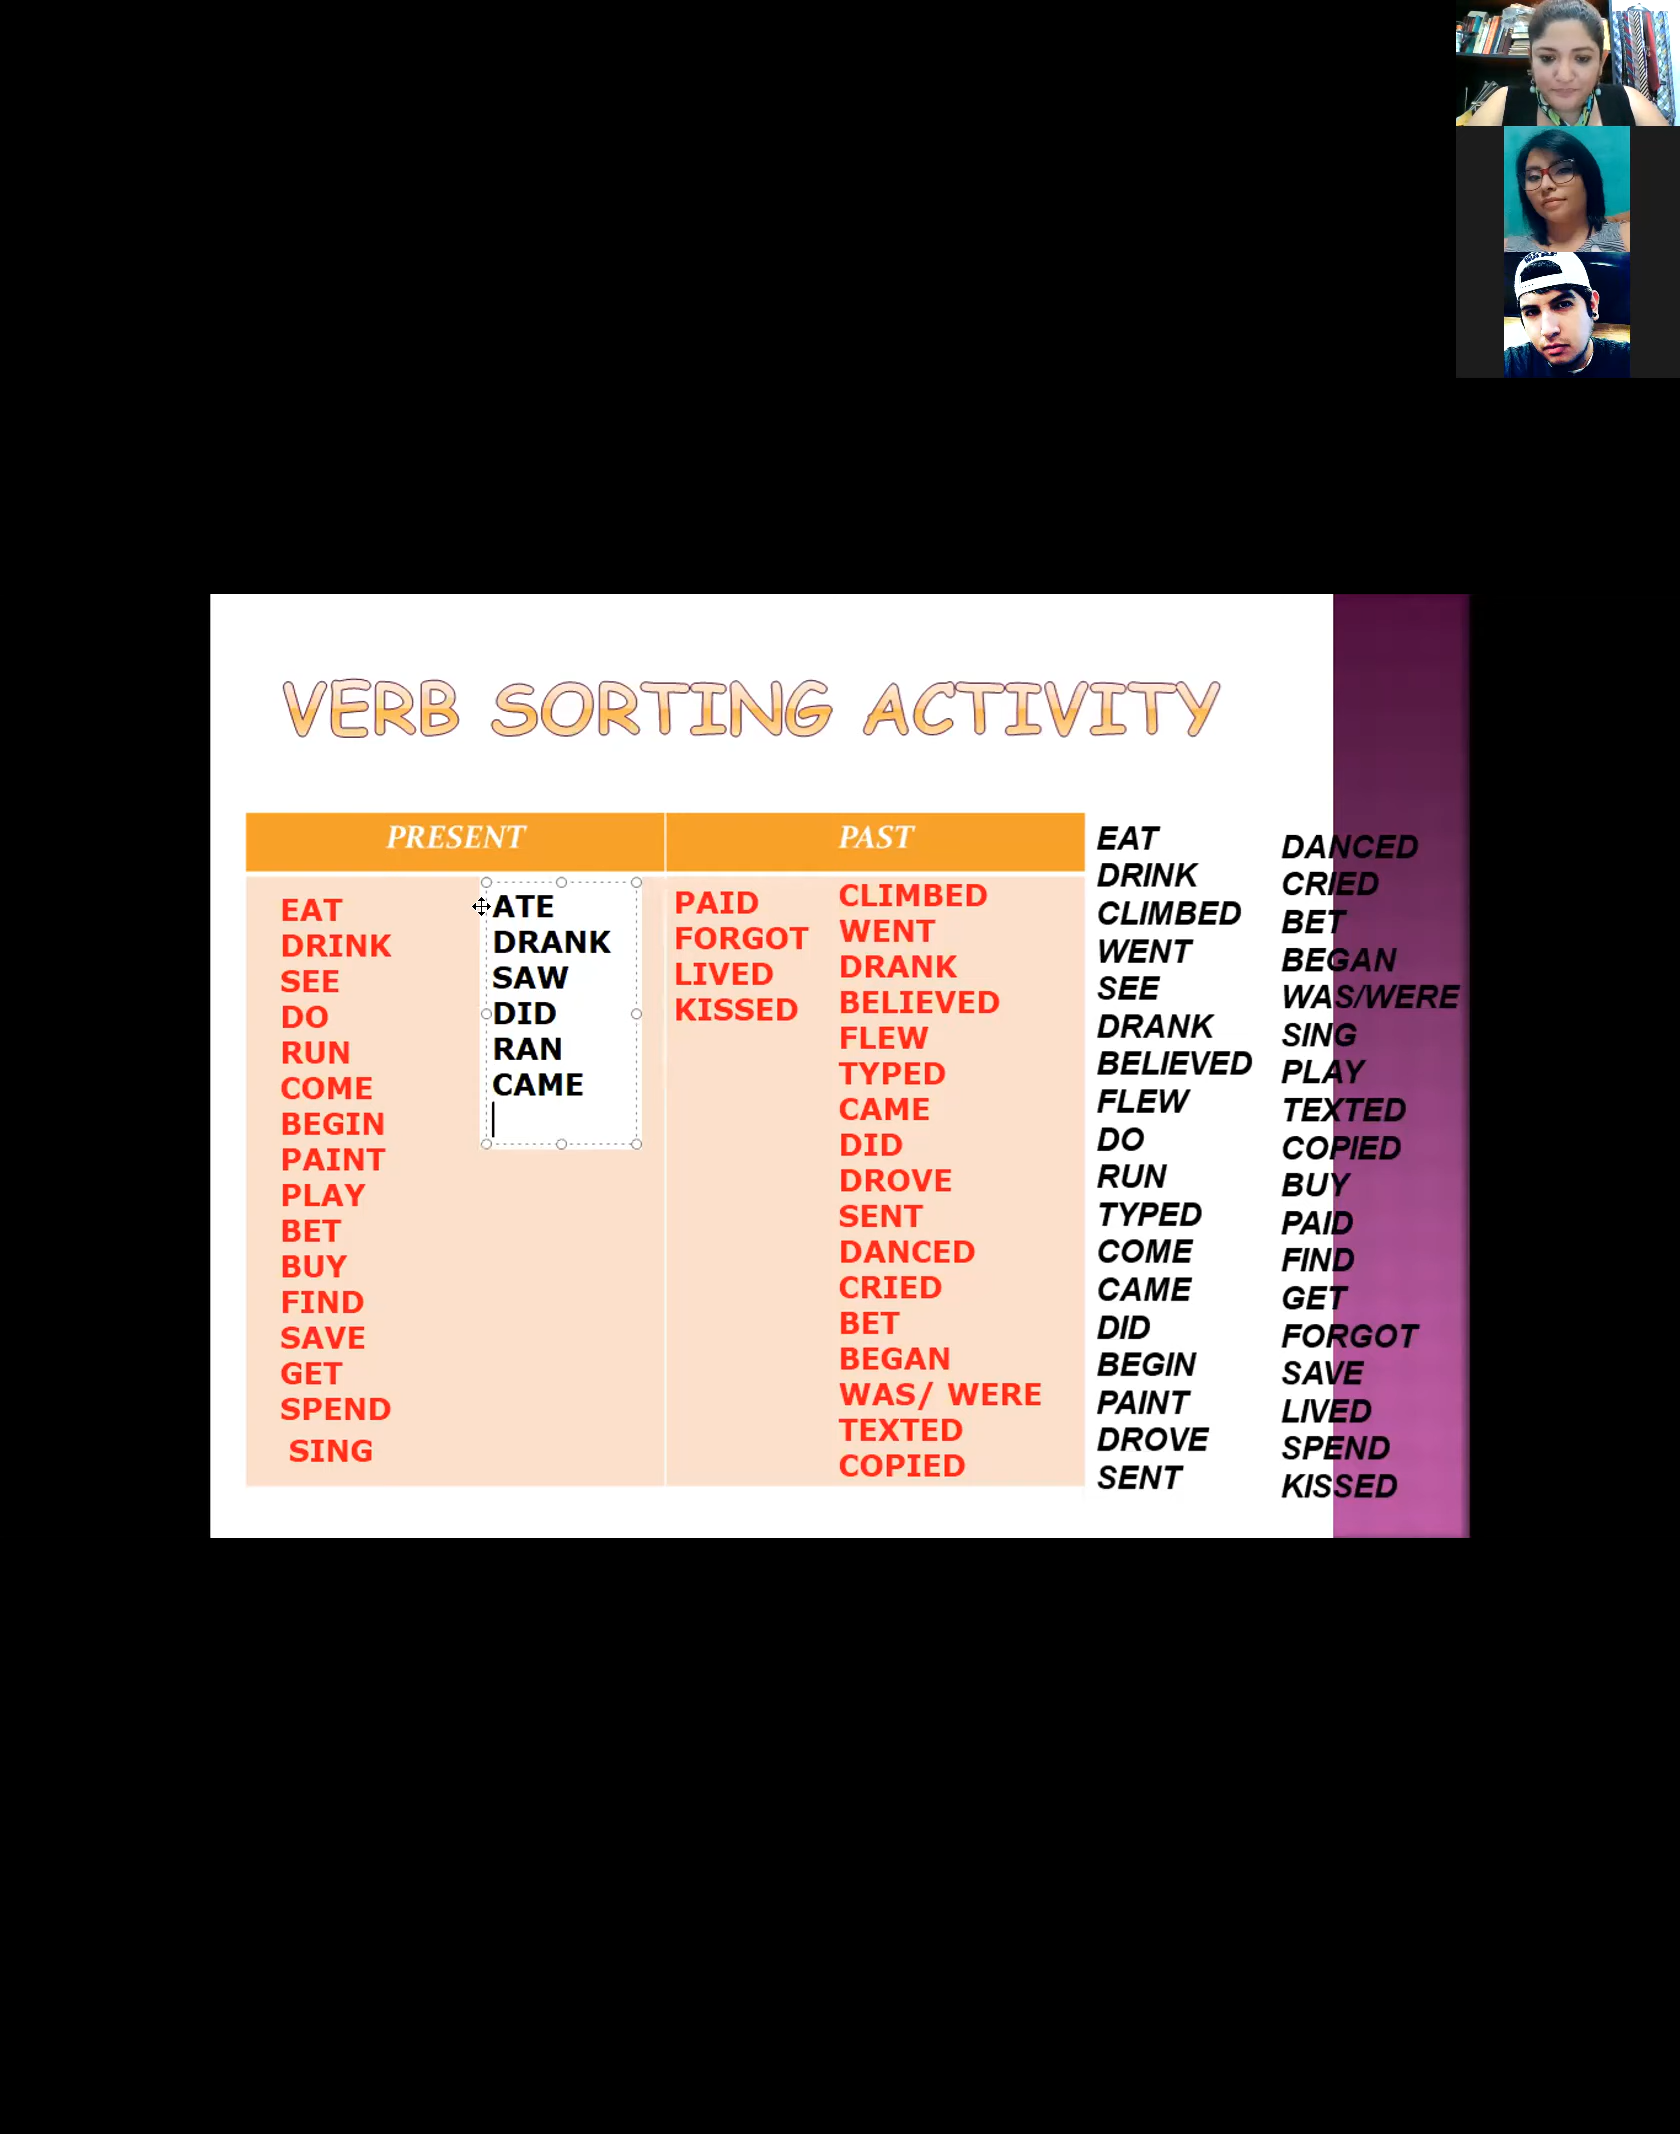 VERB SORTING ACTIVITY
PRESENT
PAST
EAT
DRINK
SEE
DO
RUN
COME
BEGIN
PAINT
PLAY
BET
BUY
FIND
SAVE
GET
SPEND
SING
ATE
DRANK
SAW
DID
RAN
CAME
PAID
FORGOT
LIVED
KISSED
CLIMBED
WENT
DRANK
BELIEVED
FLEW
TYPED
CAME
DID
DROVE
SENT
DANCED
CRIED
BET
BEGAN
WAS/ WERE
TEXTED
COPIED
EAT
DRINK
CLIMBED
WENT
SEE
DRANK
BELIEVED
FLEW
DO
RUN
TYPED
COME
CAME
DID
BEGIN
PAINT
DROVE
SENT
DANCED
CRIED
BET
BEGAN
WAS/WERE
SING
PLAY
TEXTED
COPIED
BUY
PAID
FIND
GET
FORGOT
SAVE
LIVED
SPEND
KISSED